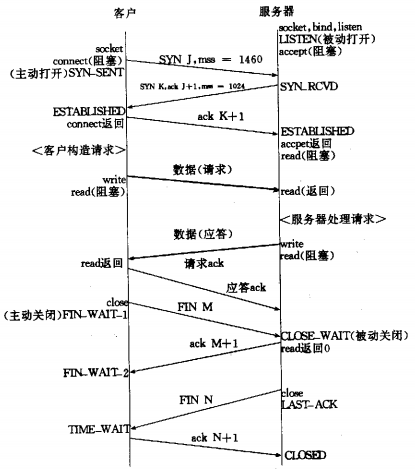 客户
服务器
socket, bind, listen
LISTEN(被动打开)
accept(阻塞)
socket
connect(阻塞)
(主动打开)SYN_SENT
SYN J,mss = 1460
SYN_RCVD
SYN K,ack J+1,mss = 1024
ESTABLISHED
connect返回
ack K+1
ESTABLISHED
accpet返回
read(阻塞)
<客户构造请求>
数据(请求)
write
read(阻塞)
read(返回)
<服务器处理请求>
数据(应答)
write
read(阻塞)
read返回
请求ack
应答ack
close
(主动关闭)FIN_WAIT_1
FIN M
CLOSE_WAIT(被动关闭)
read返回0
ack M+1
FIN_WAIT_2
close
LAST_ACK
FIN N
TIME_WAIT
ack N+1
CLOSED